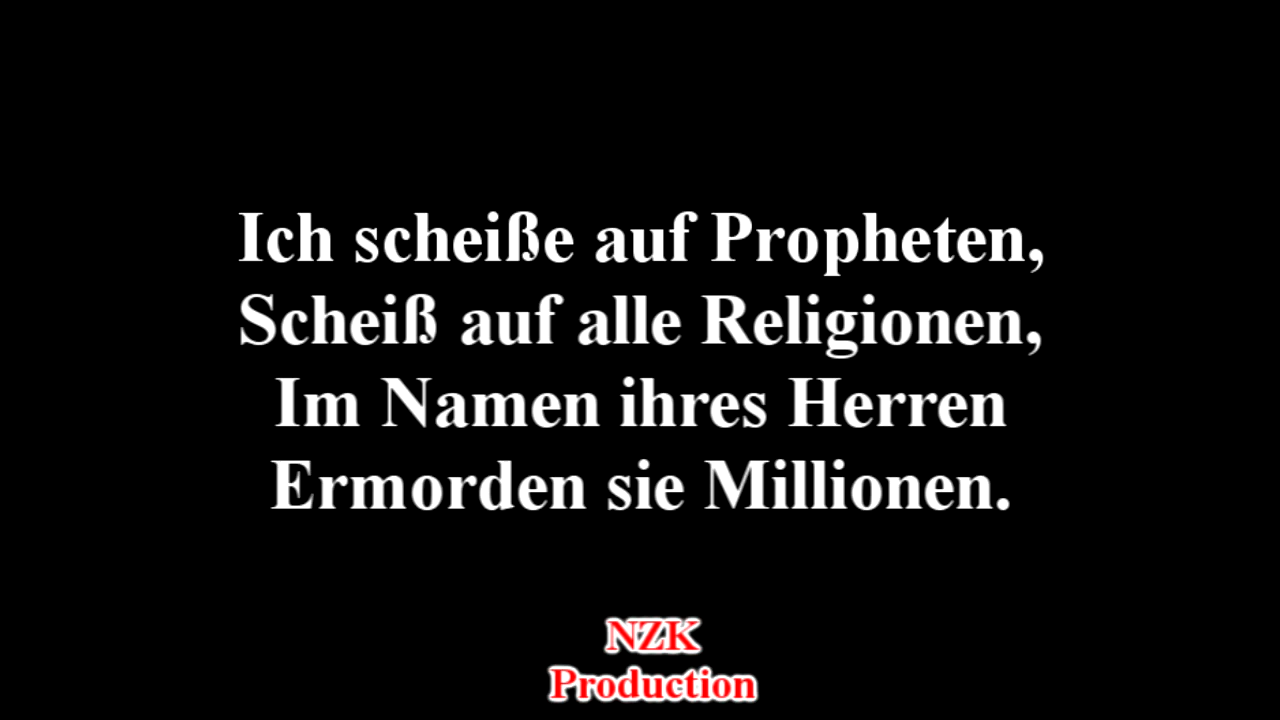 Ich scheiße auf Propheten,
Scheiß auf alle Religionen,
Im Namen ihres Herren
Ermorden sie Millionen.
NZK
Production